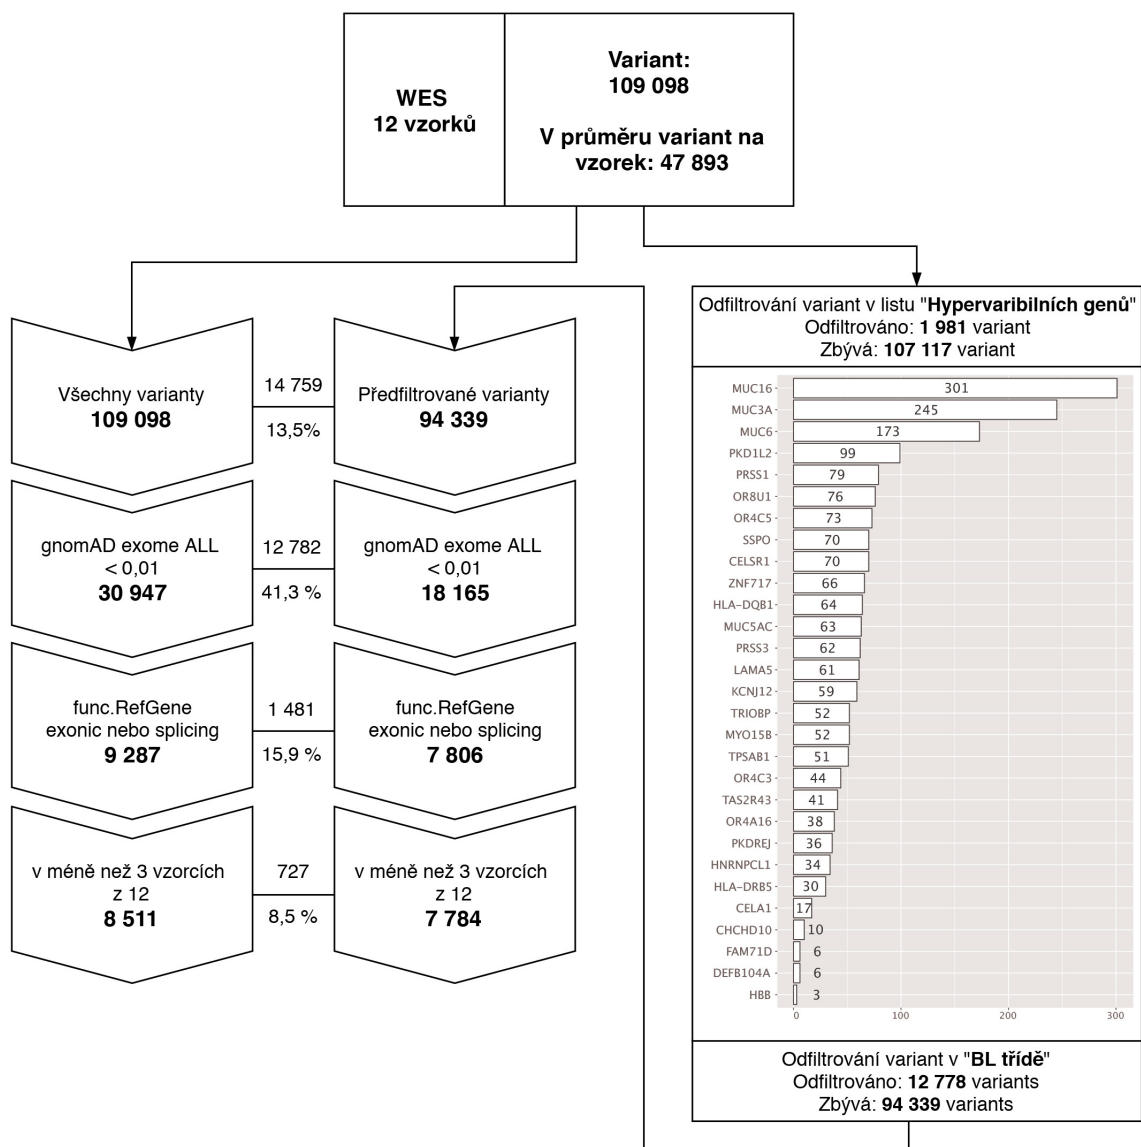 WES
12 vzorků
Variant:
109 098
V průměru variant na
vzorek: 47 893
Všechny varianty
109 098
14 759
13,5%
Předfiltrované varianty
94 339
gnomAD exome ALL
< 0,01
30 947
12 782
41,3 %
gnomAD exome ALL
< 0,01
18 165
func.RefGene
exonic nebo splicing
9 287
1 481
15,9 %
func.RefGene
exonic nebo splicing
7 806
v méně než 3 vzorcích
z 12
8 511
727
8,5 %
v méně než 3 vzorcích
z 12
7 784
Odfiltrování variant v listu "Hypervaribilních genů"
Odfiltrováno: 1 981 variant
Zbývá: 107 117 variant
MUC16 301
MUC3A 245
MUC6 173
PKD1L2 99
PRSS1 79
OR8U1 76
OR4C5 73
SSPO 70
CELSR1 70
ZNF717 66
HLA-DQB1 64
MUC5AC 63
PRSS3 62
LAMA5 61
KCNJ12 59
TRIOBP 52
MYO15B 52
TPSAB1 51
OR4C3 44
TAS2R43 41
OR4A16 38
PKDREJ 36
HNRNPCL1 34
HLA-DRB5 30
CELA1 17
CHCHD10 10
FAM71D 6
DEFB104A 6
HBB 3
0 100 200 300
Odfiltrování variant v "BL třídě"
Odfiltrováno: 12 778 variants
Zbývá: 94 339 variants